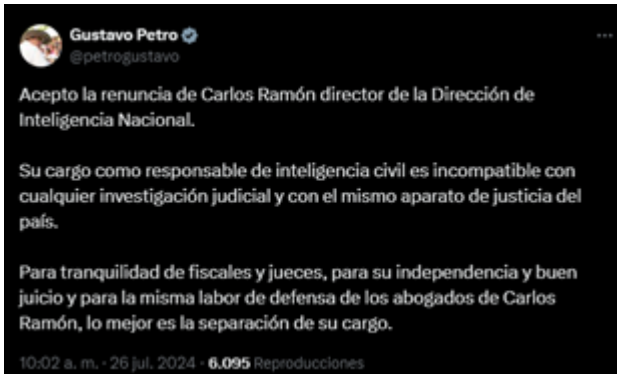 Gustavo Petro
@petrogustavo
Acepto la renuncia de Carlos Ramón director de la Dirección de
Inteligencia Nacional.
Su cargo como responsable de inteligencia civil es incompatible con
cualquier investigación judicial y con el mismo aparato de justicia del
país.
Para tranquilidad de fiscales y jueces, para su independencia y buen
juicio y para la misma labor de defensa de los abogados de Carlos
Ramón, lo mejor es la separación de su cargo.
10:02 a. m. · 26 jul. 2024 · 6.095 Reproducciones